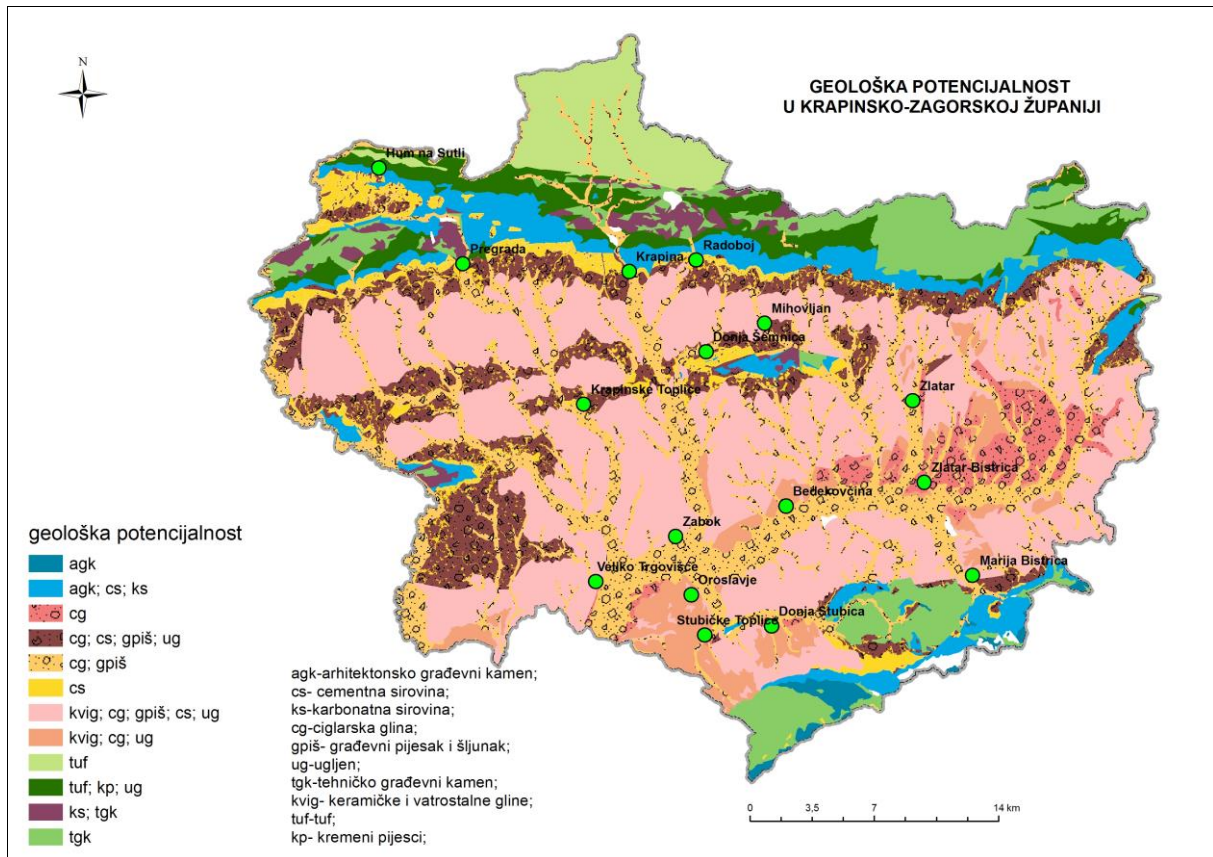 N
GEOLOŠKA POTENCIJALNOST
U KRAPINSKO-ZAGORSKOJ ŽUPANIJI
Hum na Sutli
Pregrada
Krapina
Radoboj
Mihovljan
Donja Šemnica
Krapinske Toplice
Zlatar
Zlatar-Bistrica
Bedekovčina
Zabok
Veliko Trgovišće
Oroslavje
Marija Bistrica
Donja Stubica
Stubičke Toplice
geološka potencijalnost
agk
agk; cs; ks
cg
cg; cs; gpiš; ug
cg; gpiš
cs
kvig; cg; gpiš; cs; ug
kvig; cg; ug
tuf
tuf; kp; ug
ks; tgk
tgk
agk-arhitektonsko građevni kamen;
cs- cementna sirovina;
ks-karbonatna sirovina;
cg-ciglarska glina;
gpiš- građevni pijesak i šljunak;
ug-ugljen;
tgk-tehničko građevni kamen;
kvig- keramičke i vatrostalne gline;
tuf-tuf;
kp- kremeni pijesci;
0 3,5 7 14 km